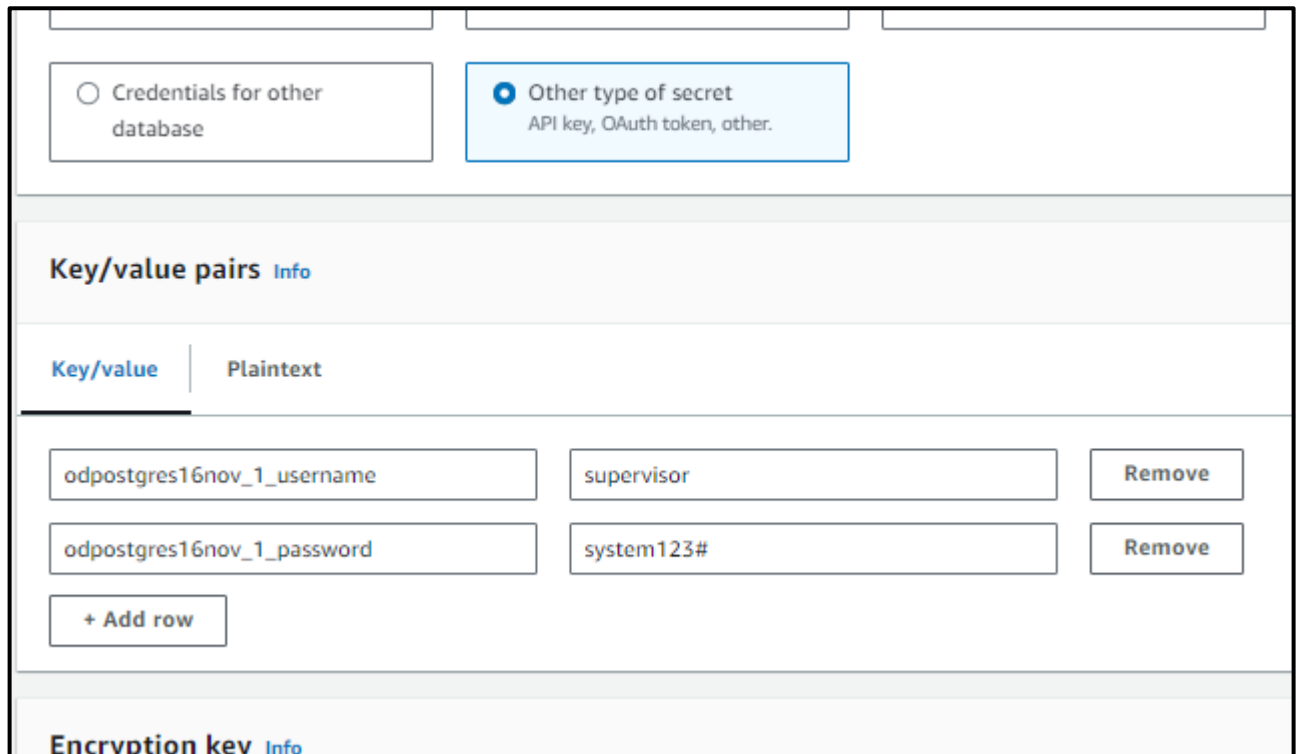 Credentials for other
database
Other type of secret
API key, OAuth token, other.
Key/value pairs Info
Key/value Plaintext
odpostgres16nov_1_username supervisor Remove
odpostgres16nov_1_password system123# Remove
+ Add row
Encryption key Info